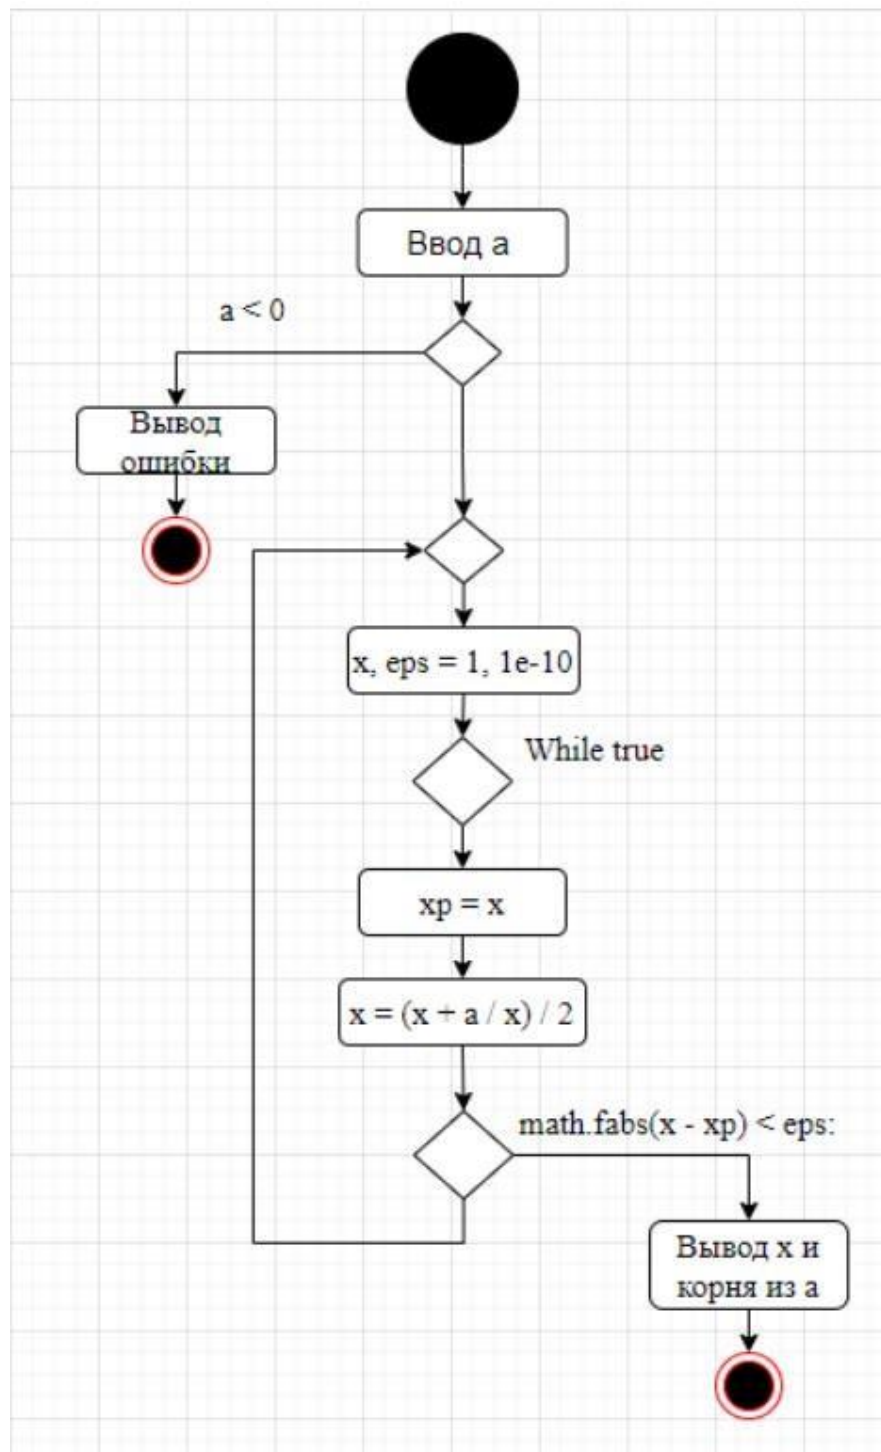 Ввод a
a < 0
Вывод
ошибки
x, eps = 1, 1e-10
While true
xp = x
x = (x + a / x) / 2
math.fabs(x - xp) < eps:
Вывод x и
корня из a